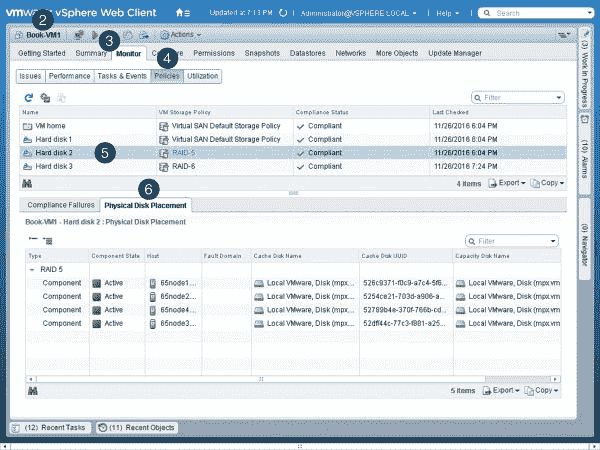 vmware® vSphere Web Client Updated at 7:13 PM Administrator@VSPHERE.LOCAL Help Search
2
Book-VM1 Actions
3
4
Getting Started Summary Monitor Permissions Snapshots Datastores Networks More Objects Update Manager
Issues Performance Tasks & Events Policies Utilization
Filter
Name VM Storage Policy Compliance Status Last Checked
VM home Virtual SAN Default Storage Policy Compliant 11/26/2016 6:04 PM
Hard disk 1 Virtual SAN Default Storage Policy Compliant 11/26/2016 6:04 PM
Hard disk 2 5 RAID-5 Compliant 11/26/2016 6:04 PM
Hard disk 3 RAID-6 Compliant 11/26/2016 7:24 PM
4 items Export Copy
6
Compliance Failures Physical Disk Placement
Book-VM1 - Hard disk 2 : Physical Disk Placement
Filter
Type Component State Host Fault Domain Cache Disk Name Cache Disk UUID Capacity Disk Name
RAID 5
Component Active 65node1... Local VMware, Disk (mpx... 526c9371-f0c9-a7c4-5f6... Local VMware, Disk (mpx.vm
Component Active 65node2... Local VMware, Disk (mpx... 5254ce21-703d-a986-a... Local VMware, Disk (mpx.vm
Component Active 65node4... Local VMware, Disk (mpx... 52789b4e-370f-766b-cd... Local VMware, Disk (mpx.vm
Component Active 65node3... Local VMware, Disk (mpx... 52dff44c-77c3-f881-a25... Local VMware, Disk (mpx.vm
5 items Export Copy
(12) Recent Tasks (11) Recent Objects
(3) Work In Progress
(10) Alarms
(0) Navigator